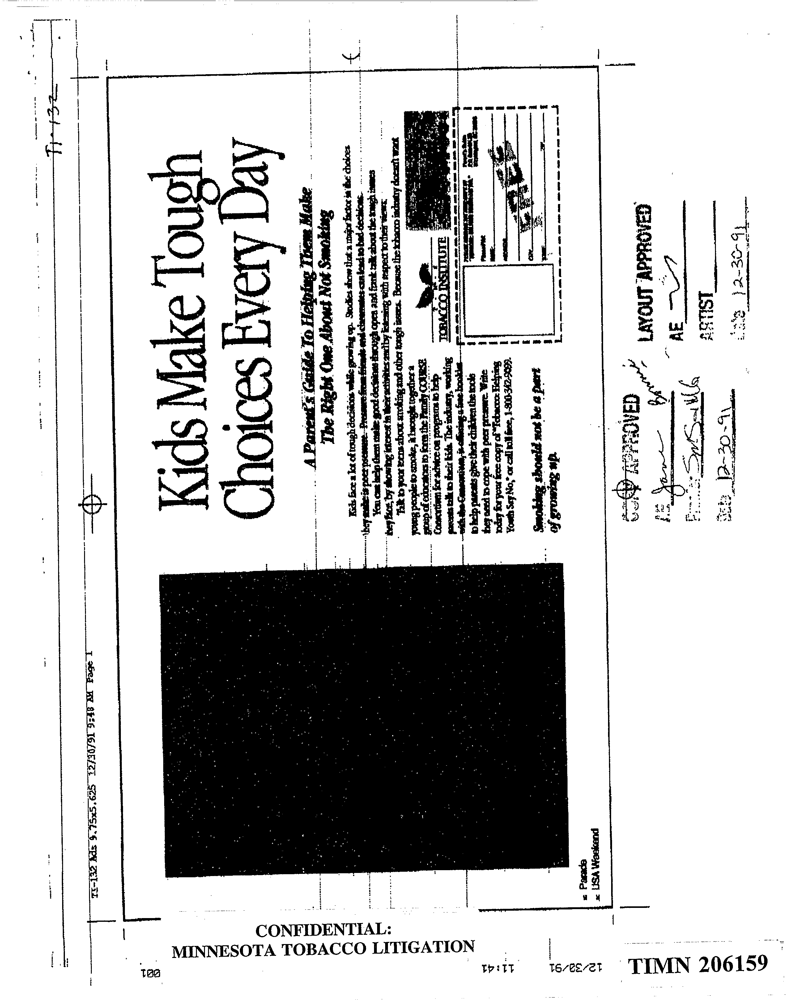 TI-132
TI-132 Ads 9.75x5.625 12/30/91 9:48 AM Page 1
Kids Make Tough
Choices Every Day
A Parent's Guide To Helping Them Make
The Right One About Not Smoking
Kids face a lot of tough decisions while growing up. Studies show that a major factor in the choices
they make is peer pressure. Pressure from friends and classmates can lead to bad decisions.
You can help them make good decisions through open and frank talk about the tough issues
they face, by showing interest in their activities and by listening with respect to their views.
Talk to your teens about smoking and other tough issues. Because the tobacco industry doesn't want
young people to smoke, it brought together a
group of educators to form the Family COURSE
Consortium for advice on programs to help
parents talk to their kids. The industry, working
with the Consortium, is offering a free booklet
to help parents give their children the tools
they need to cope with peer pressure. Write
today for your free copy of "Tobacco: Helping
Youth Say No," or call toll free, 1-800-
Smoking should not be a part
of growing up.
TOBACCO INSTITUTE
FREE
Parade
USA Weekend
APPROVED
AE Jane
Date 12-30-91
LAYOUT APPROVED
AE
ARTIST
Date 12-30-91
CONFIDENTIAL:
MINNESOTA TOBACCO LITIGATION
001
11:41
12/30/91
TIMN 206159